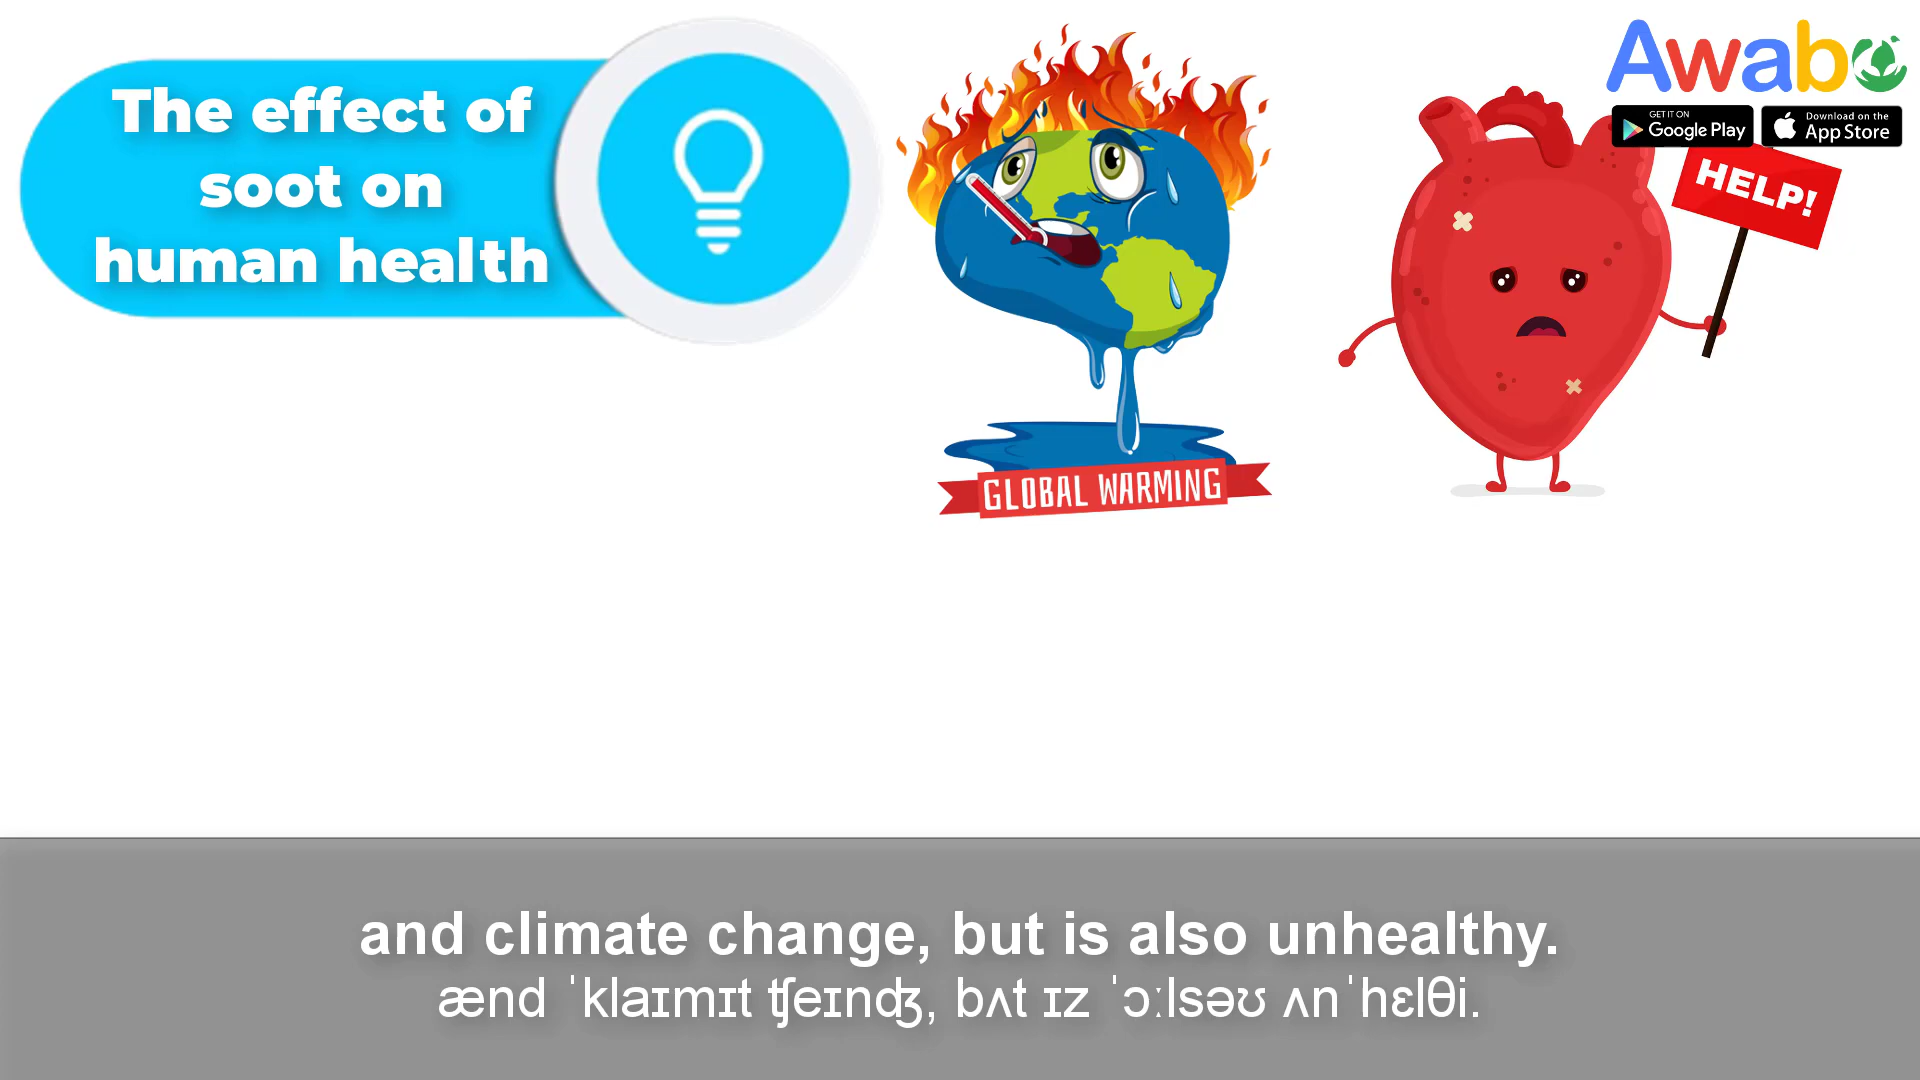 The effect of
soot on
human health
Awabe
GET IT ON
Google Play
Download on the
App Store
HELP!
GLOBAL WARMING
and climate change, but is also unhealthy.
ænd ˈklaɪmɪt ʧeɪnʤ, bʌt ɪz ˈɔːlsəʊ ʌnˈhɛlθi.